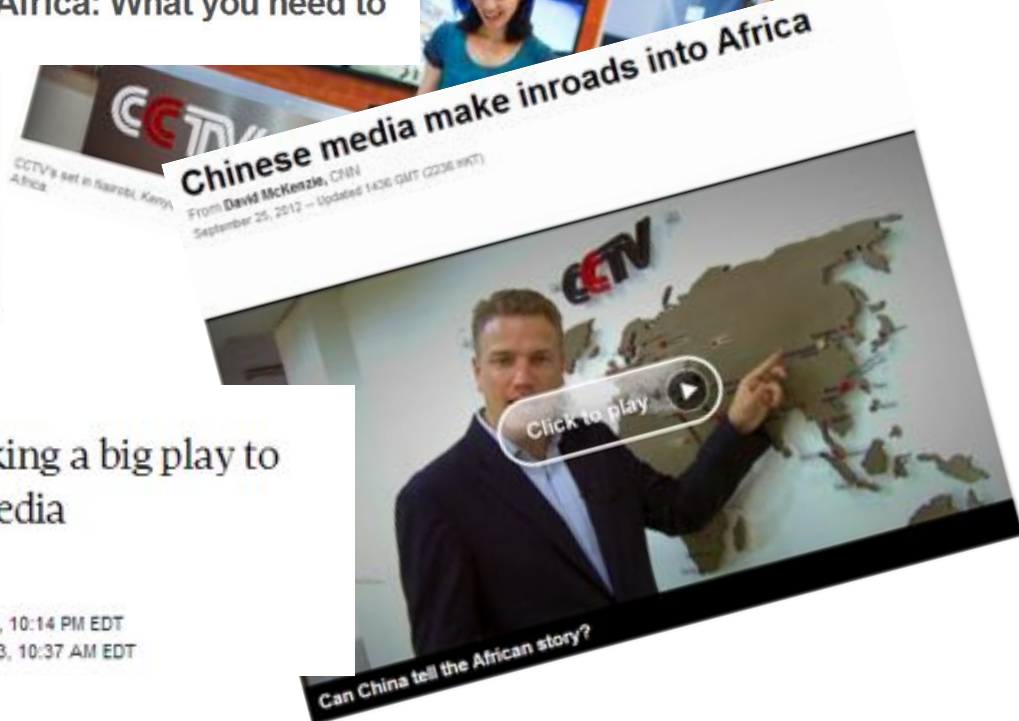 Africa: What you need to
CCTV
CCTV's set in Nairobi, Keny
Africa.
Chinese media make inroads into Africa
From David McKenzie, CNN
September 25, 2012 -- Updated 1436 GMT (2236 HKT)
CCTV
Click to play
Can China tell the African story?
king a big play to
edia
, 10:14 PM EDT
3, 10:37 AM EDT